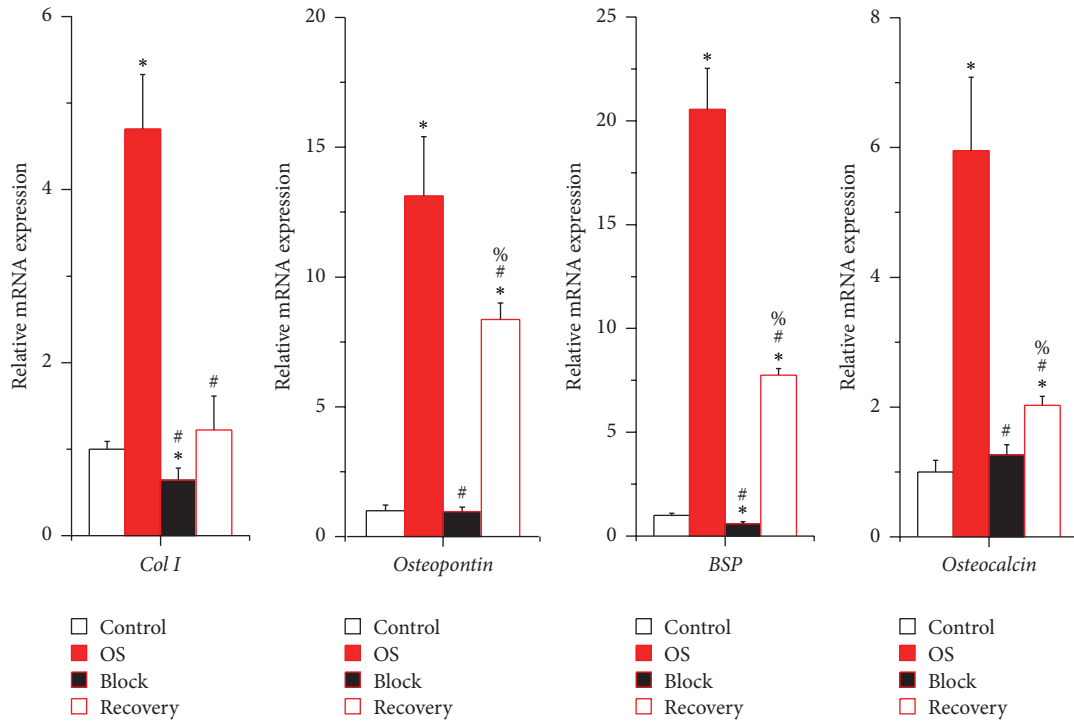 Relative mRNA expression
6
4
2
0
*
#
*
#
Col I
Control
OS
Block
Recovery
Relative mRNA expression
20
15
10
5
0
*
#
%
#
*
Osteopontin
Control
OS
Block
Recovery
Relative mRNA expression
25
20
15
10
5
0
*
#
*
%
#
*
BSP
Control
OS
Block
Recovery
Relative mRNA expression
8
6
4
2
0
*
#
%
#
*
Osteocalcin
Control
OS
Block
Recovery